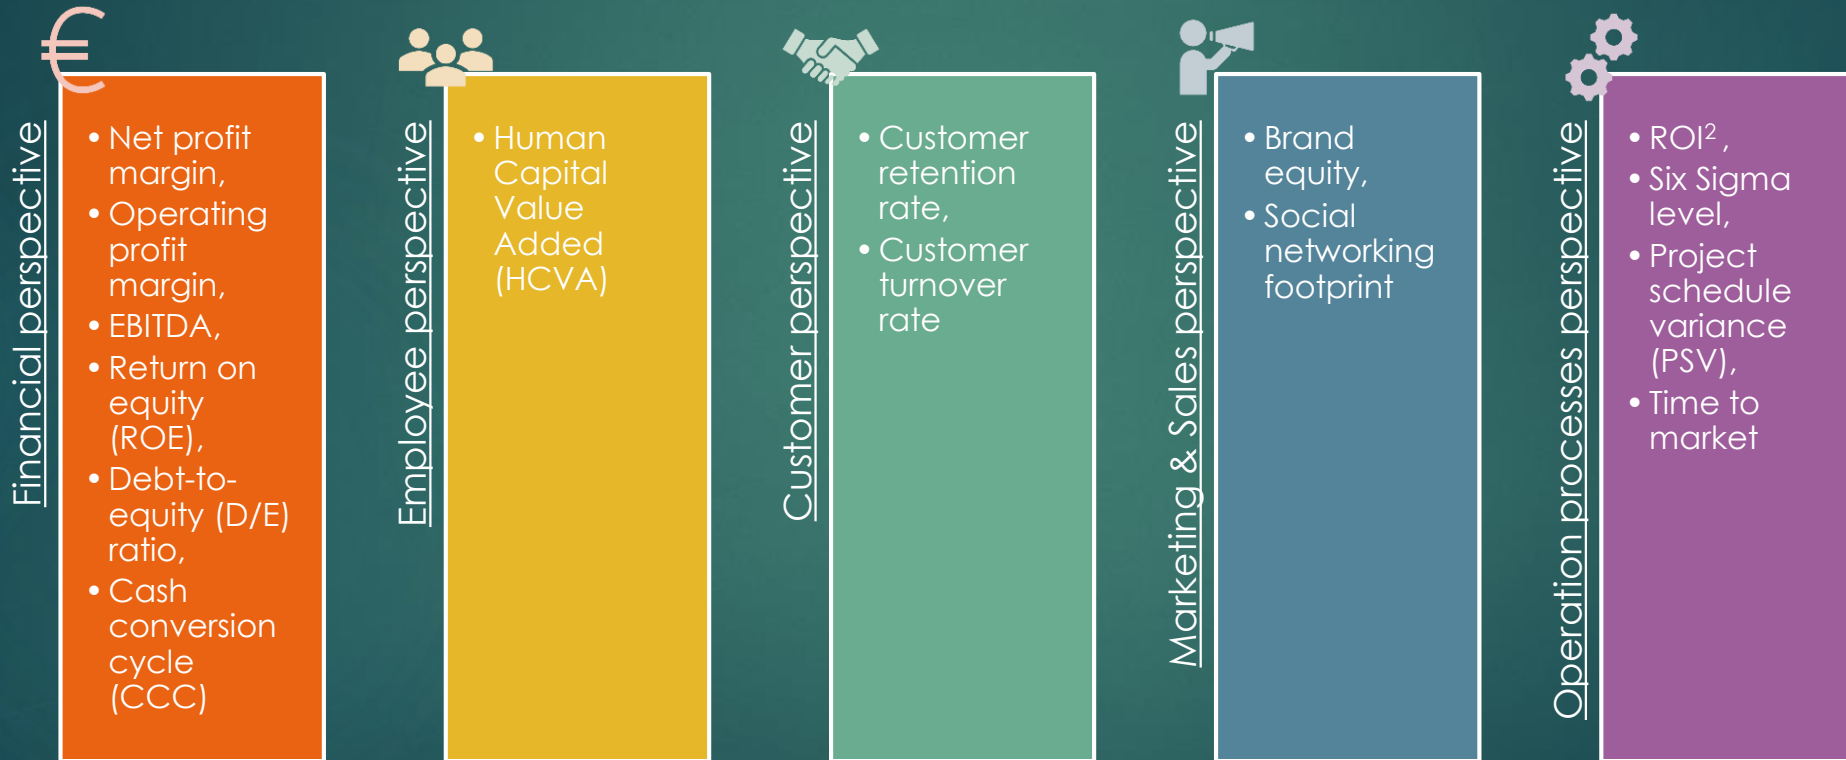 Financial perspective
• Net profit
margin,
• Operating
profit
margin,
• EBITDA,
• Return on
equity
(ROE),
• Debt-to-
equity (D/E)
ratio,
• Cash
conversion
cycle
(CCC)
Employee perspective
• Human
Capital
Value
Added
(HCVA)
Customer perspective
• Customer
retention
rate,
• Customer
turnover
rate
Marketing & Sales perspective
• Brand
equity,
• Social
networking
footprint
Operation processes perspective
• ROI²,
• Six Sigma
level,
• Project
schedule
variance
(PSV),
• Time to
market